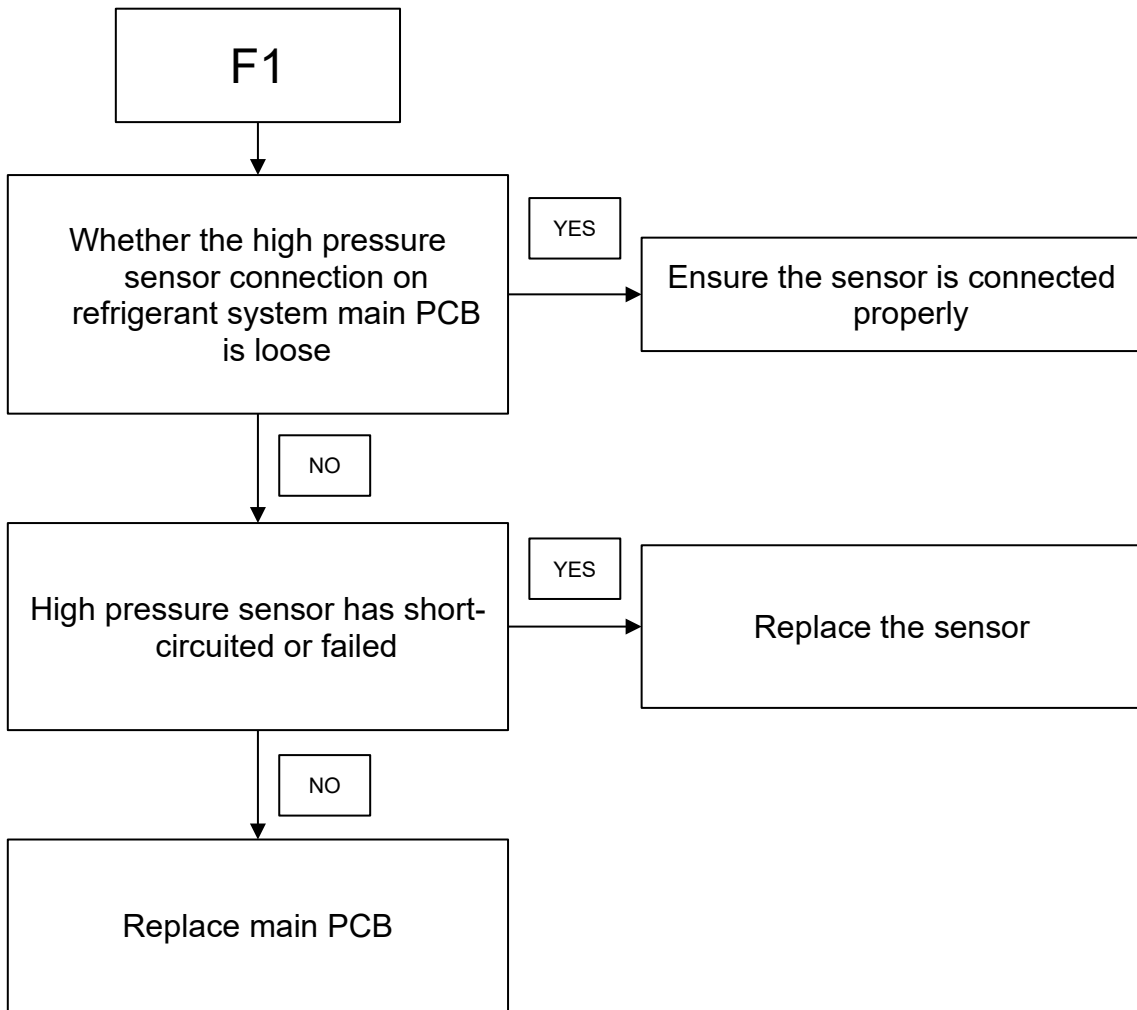 F1
Whether the high pressure
sensor connection on
refrigerant system main PCB
is loose
YES
Ensure the sensor is connected
properly
NO
High pressure sensor has short-
circuited or failed
YES
Replace the sensor
NO
Replace main PCB